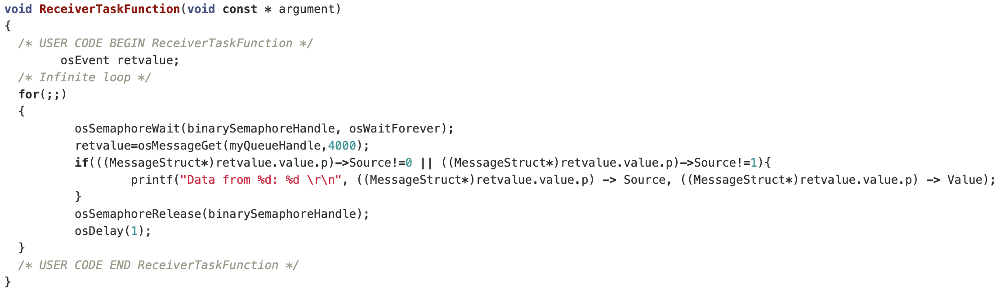 void ReceiverTaskFunction(void const * argument)
{
  /* USER CODE BEGIN ReceiverTaskFunction */
        osEvent retvalue;
  /* Infinite loop */
  for(;;)
  {
          osSemaphoreWait(binarySemaphoreHandle, osWaitForever);
          retvalue=osMessageGet(myQueueHandle,4000);
          if(((MessageStruct*)retvalue.value.p)->Source!=0 || ((MessageStruct*)retvalue.value.p)->Source!=1){
                  printf("Data from %d: %d \r\n", ((MessageStruct*)retvalue.value.p) -> Source, ((MessageStruct*)retvalue.value.p) -> Value);
          }
          osSemaphoreRelease(binarySemaphoreHandle);
          osDelay(1);
  }
  /* USER CODE END ReceiverTaskFunction */
}